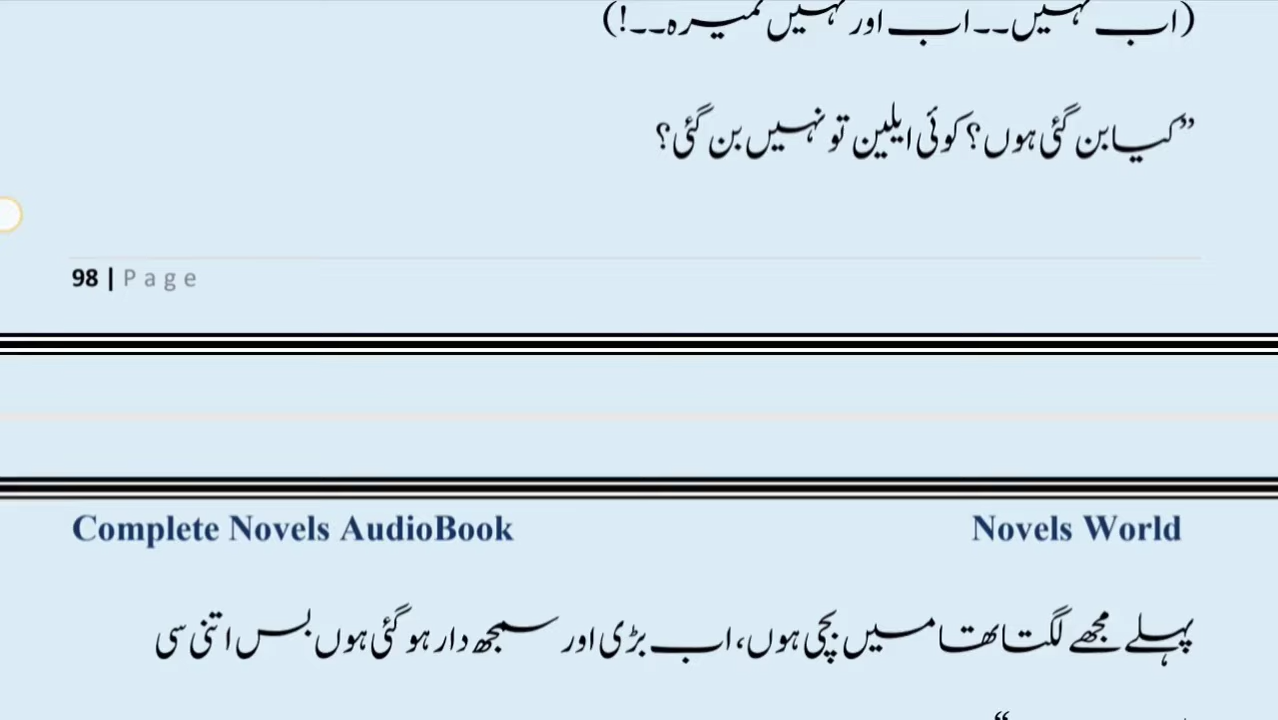 (اب نہیں۔۔اب اور نہیں نمیرہ۔۔!)
”کیا بن گئی ہوں؟ کوئی ایلین تو نہیں بن گئی؟
98 | Page
Complete Novels AudioBook Novels World
پہلے مجھے لگتا تھا میں بچی ہوں، اب بڑی اور سمجھ دار ہو گئی ہوں بس اتنی سی